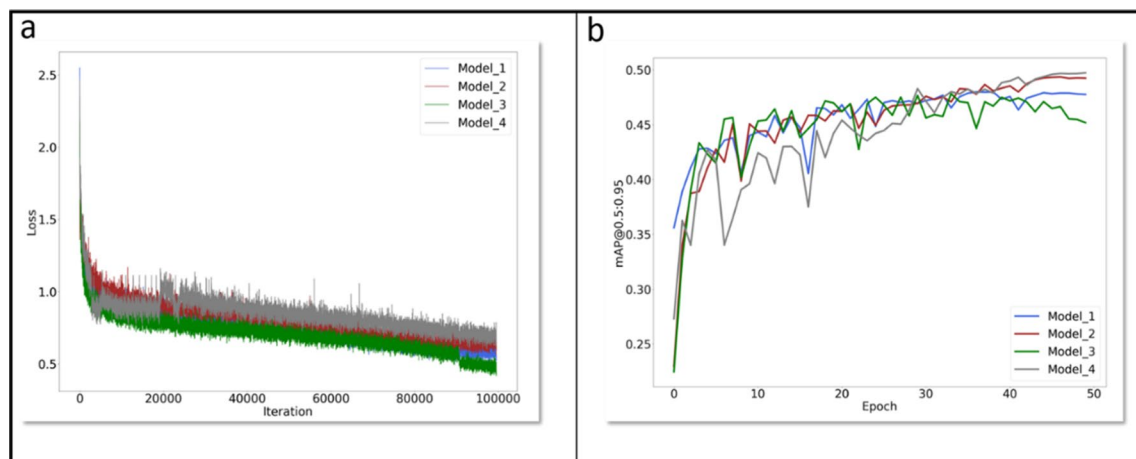 a
2.5
2.0
1.5
1.0
0.5
Loss
0 20000 40000 60000 80000 100000
Iteration
Model_1
Model_2
Model_3
Model_4
b
0.50
0.45
0.40
0.35
0.30
0.25
mAP@0.5:0.95
0 10 20 30 40 50
Epoch
Model_1
Model_2
Model_3
Model_4